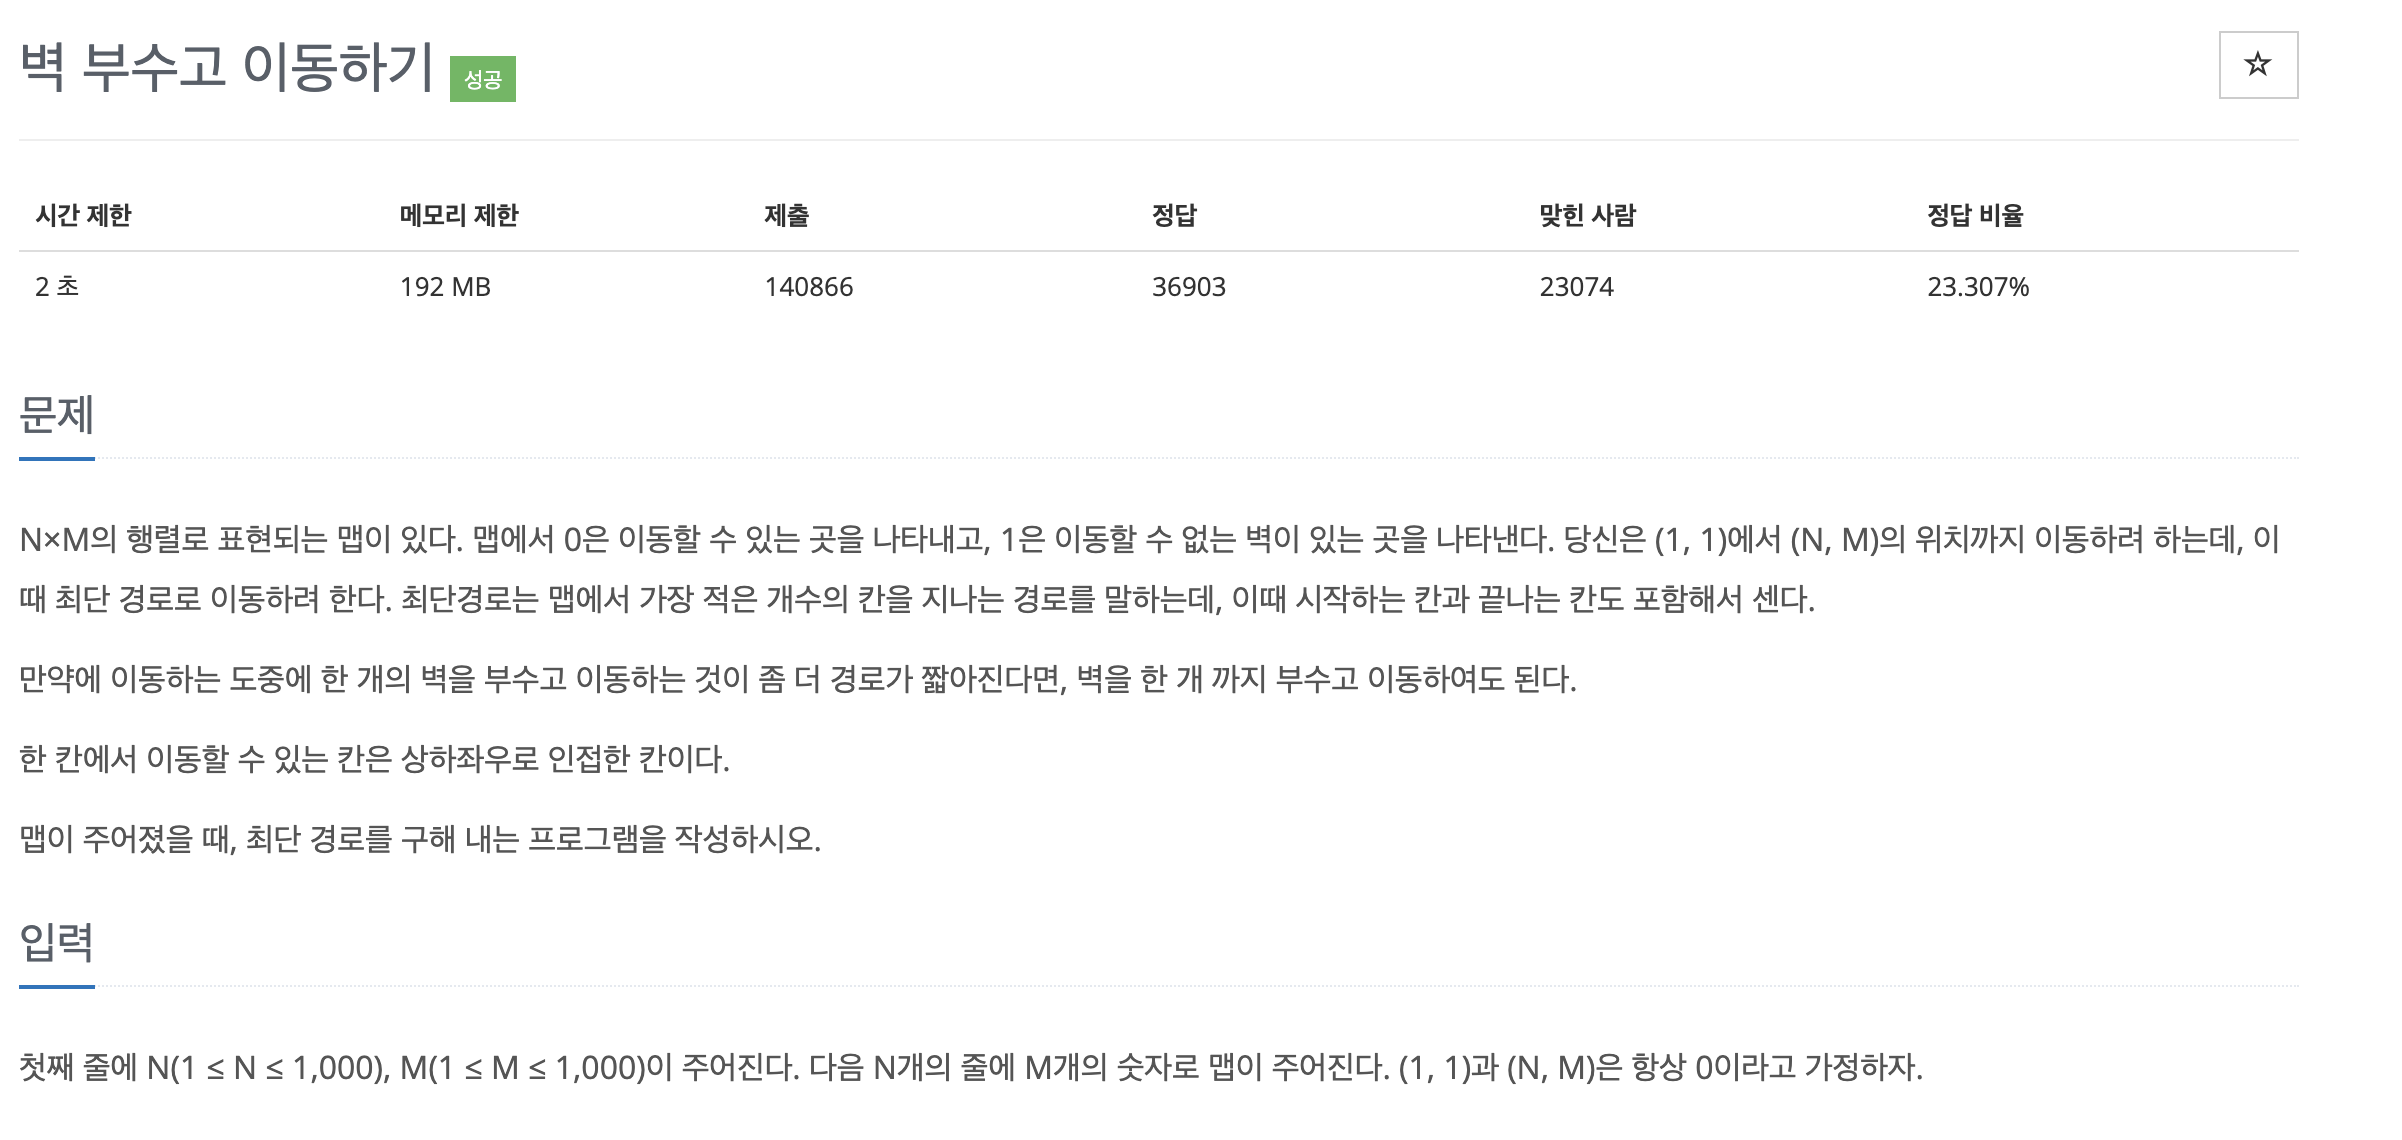 벽 부수고 이동하기 성공
시간 제한 메모리 제한 제출 정답 맞힌 사람 정답 비율
2 초 192 MB 140866 36903 23074 23.307%
문제
N×M의 행렬로 표현되는 맵이 있다. 맵에서 0은 이동할 수 있는 곳을 나타내고, 1은 이동할 수 없는 벽이 있는 곳을 나타낸다. 당신은 (1, 1)에서 (N, M)의 위치까지 이동하려 하는데, 이
때 최단 경로로 이동하려 한다. 최단경로는 맵에서 가장 적은 개수의 칸을 지나는 경로를 말하는데, 이때 시작하는 칸과 끝나는 칸도 포함해서 센다.
만약에 이동하는 도중에 한 개의 벽을 부수고 이동하는 것이 좀 더 경로가 짧아진다면, 벽을 한 개 까지 부수고 이동하여도 된다.
한 칸에서 이동할 수 있는 칸은 상하좌우로 인접한 칸이다.
맵이 주어졌을 때, 최단 경로를 구해 내는 프로그램을 작성하시오.
입력
첫째 줄에 N(1 ≤ N ≤ 1,000), M(1 ≤ M ≤ 1,000)이 주어진다. 다음 N개의 줄에 M개의 숫자로 맵이 주어진다. (1, 1)과 (N, M)은 항상 0이라고 가정하자.